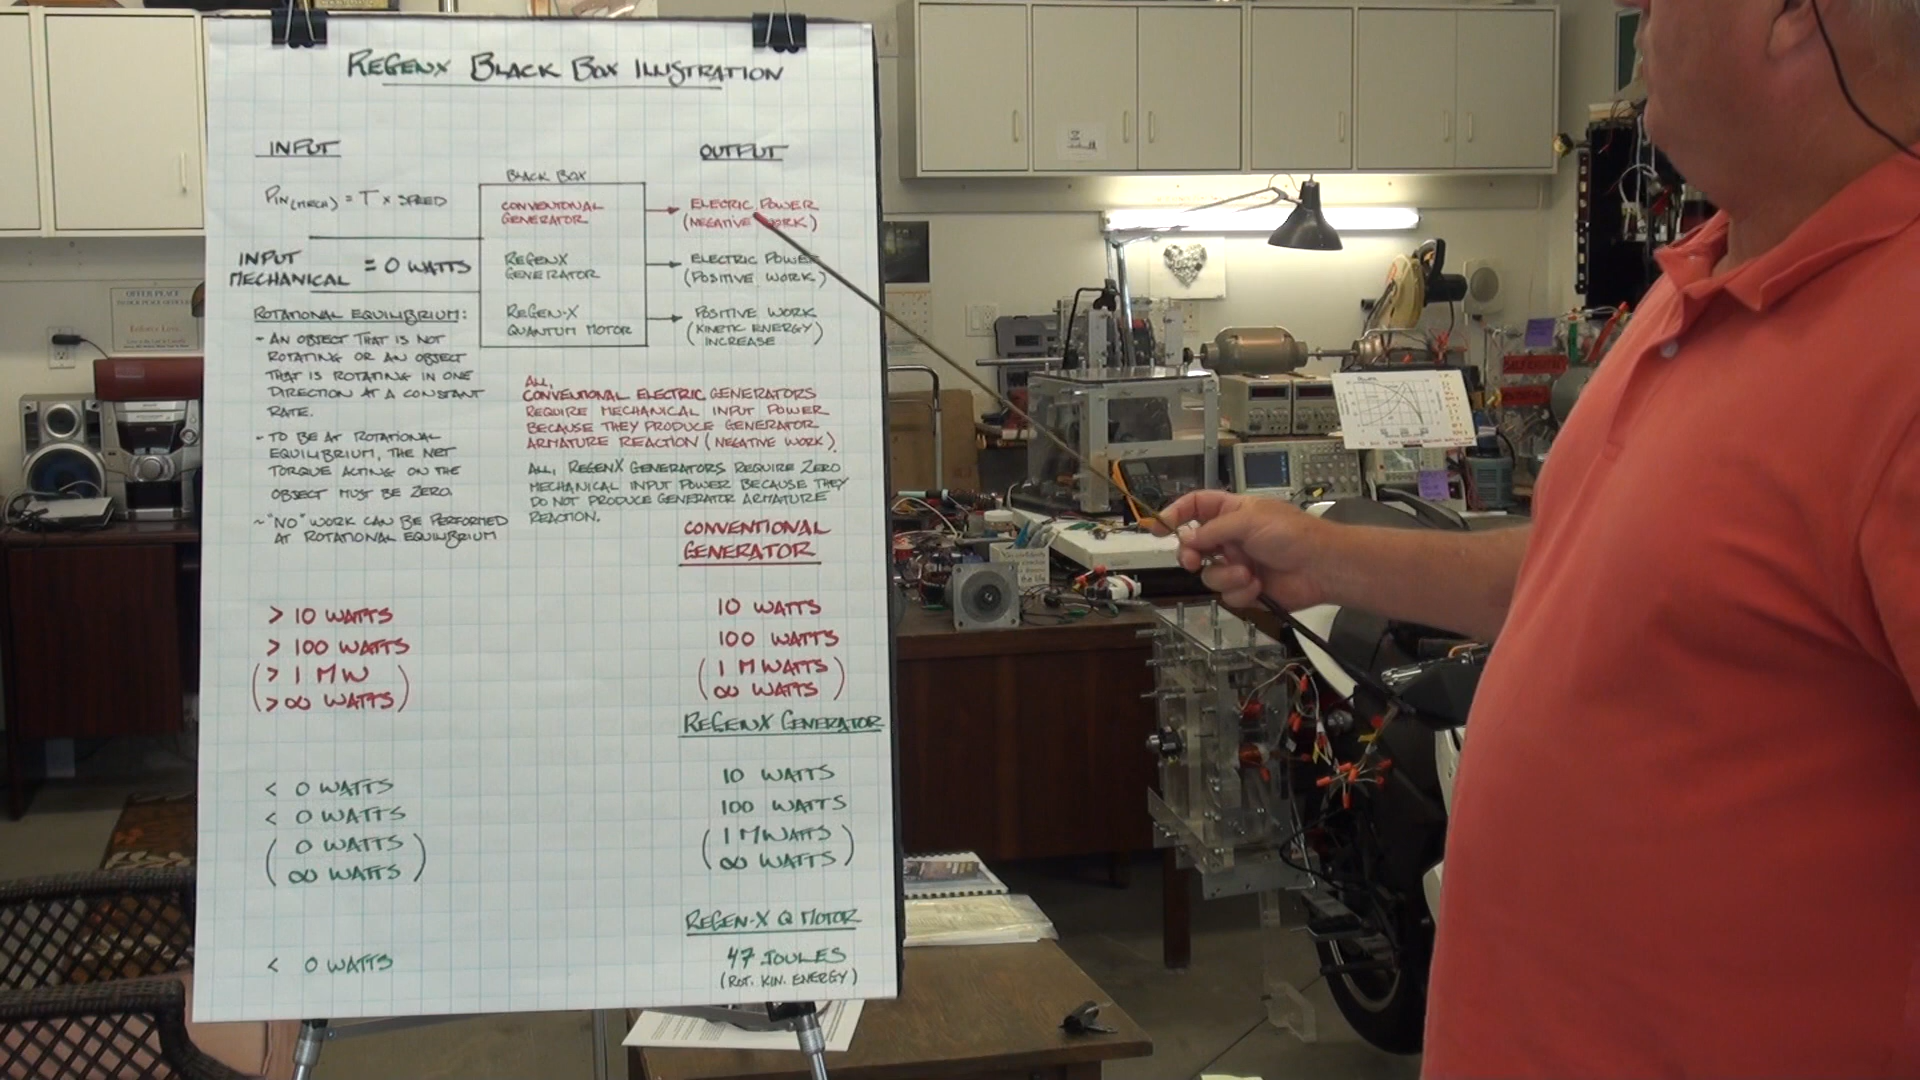 REGENX BLACK BOX ILLUSTRATION
INPUT
OUTPUT
BLACK BOX
PIN(MECH) = T × SPEED
CONVENTIONAL
GENERATOR
ELECTRIC POWER
(NEGATIVE WORK)
INPUT
MECHANICAL = 0 WATTS
REGENX
GENERATOR
ELECTRIC POWER
(POSITIVE WORK)
REGEN-X
QUANTUM MOTOR
POSITIVE WORK
(KINETIC ENERGY)
INCREASE
ROTATIONAL EQUILIBRIUM:
- AN OBJECT THAT IS NOT
ROTATING OR AN OBJECT
THAT IS ROTATING IN ONE
DIRECTION AT A CONSTANT
RATE.
- TO BE AT ROTATIONAL
EQUILIBRIUM, THE NET
TORQUE ACTING ON THE
OBJECT MUST BE ZERO.
~ "NO" WORK CAN BE PERFORMED
AT ROTATIONAL EQUILIBRIUM
ALL,
CONVENTIONAL ELECTRIC GENERATORS
REQUIRE MECHANICAL INPUT POWER
BECAUSE THEY PRODUCE GENERATOR
ARMATURE REACTION (NEGATIVE WORK).
ALL, REGENX GENERATORS REQUIRE ZERO
MECHANICAL INPUT POWER BECAUSE THEY
DO NOT PRODUCE GENERATOR ARMATURE
REACTION.
CONVENTIONAL
GENERATOR
> 10 WATTS
10 WATTS
> 100 WATTS
100 WATTS
(> 1 MW
(1 MWATTS)
> ∞ WATTS)
∞ WATTS
REGENX GENERATOR
< 0 WATTS
10 WATTS
< 0 WATTS
100 WATTS
(0 WATTS
(1 MWATTS)
∞ WATTS)
∞ WATTS
REGEN-X Q MOTOR
< 0 WATTS
47 JOULES
(ROT. KIN. ENERGY)